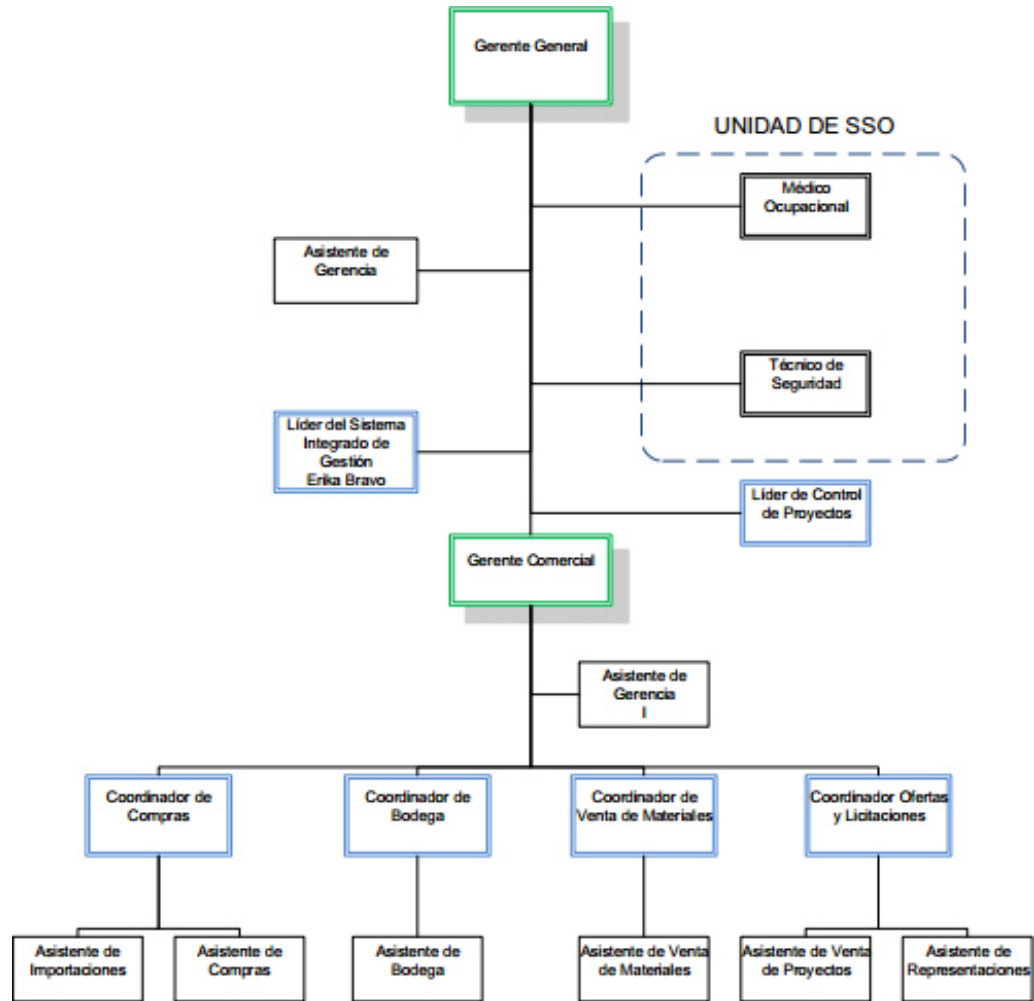 Gerente General
UNIDAD DE SSO
Médico
Ocupacional
Asistente de
Gerencia
Técnico de
Seguridad
Líder del Sistema
Integrado de
Gestión
Erika Bravo
Líder de Control
de Proyectos
Gerente Comercial
Asistente de
Gerencia
I
Coordinador de
Compras
Coordinador de
Bodega
Coordinador de
Venta de Materiales
Coordinador Ofertas
y Licitaciones
Asistente de
Importaciones
Asistente de
Compras
Asistente de
Bodega
Asistente de Venta
de Materiales
Asistente de Venta
de Proyectos
Asistente de
Representaciones